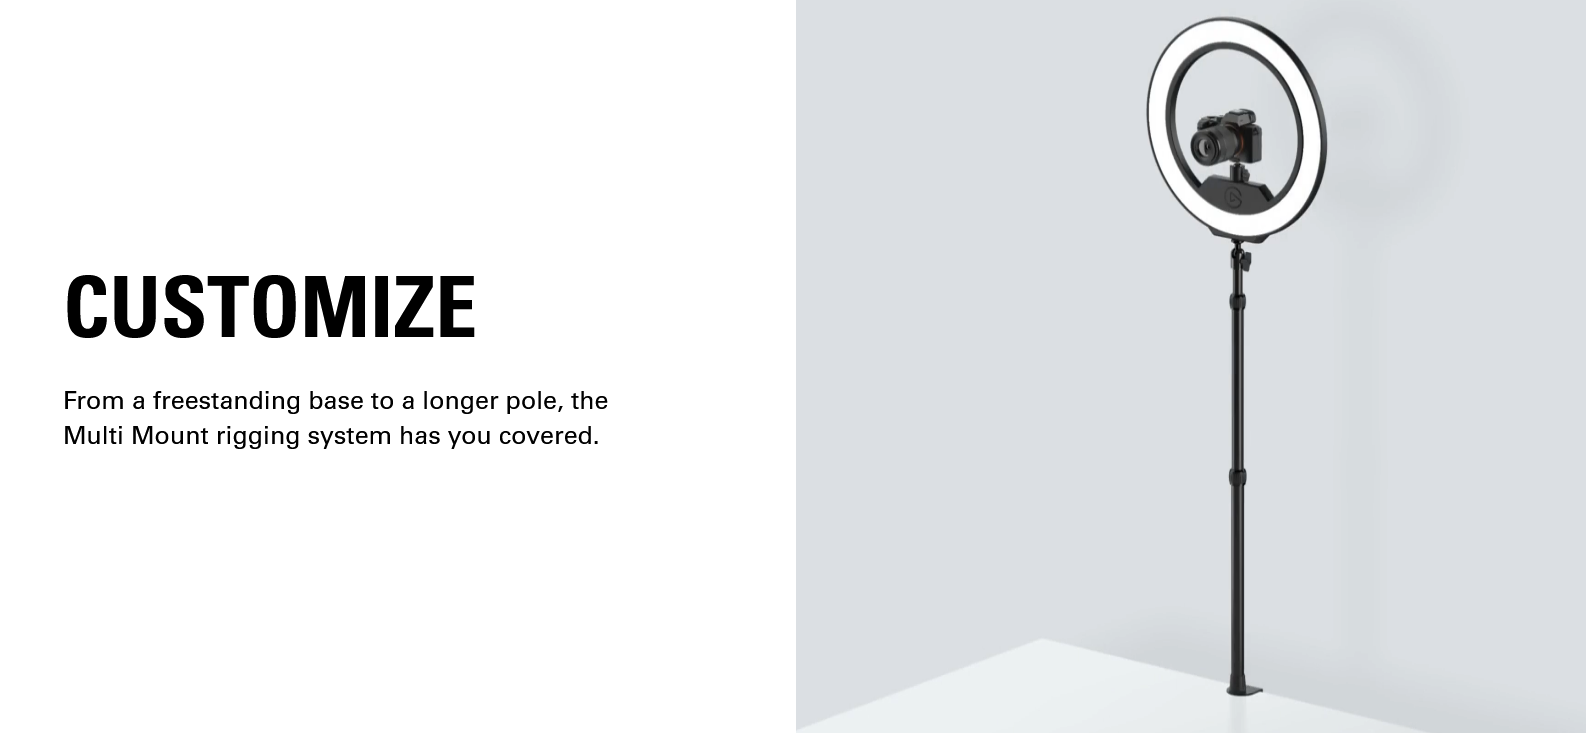 CUSTOMIZE
From a freestanding base to a longer pole, the
Multi Mount rigging system has you covered.